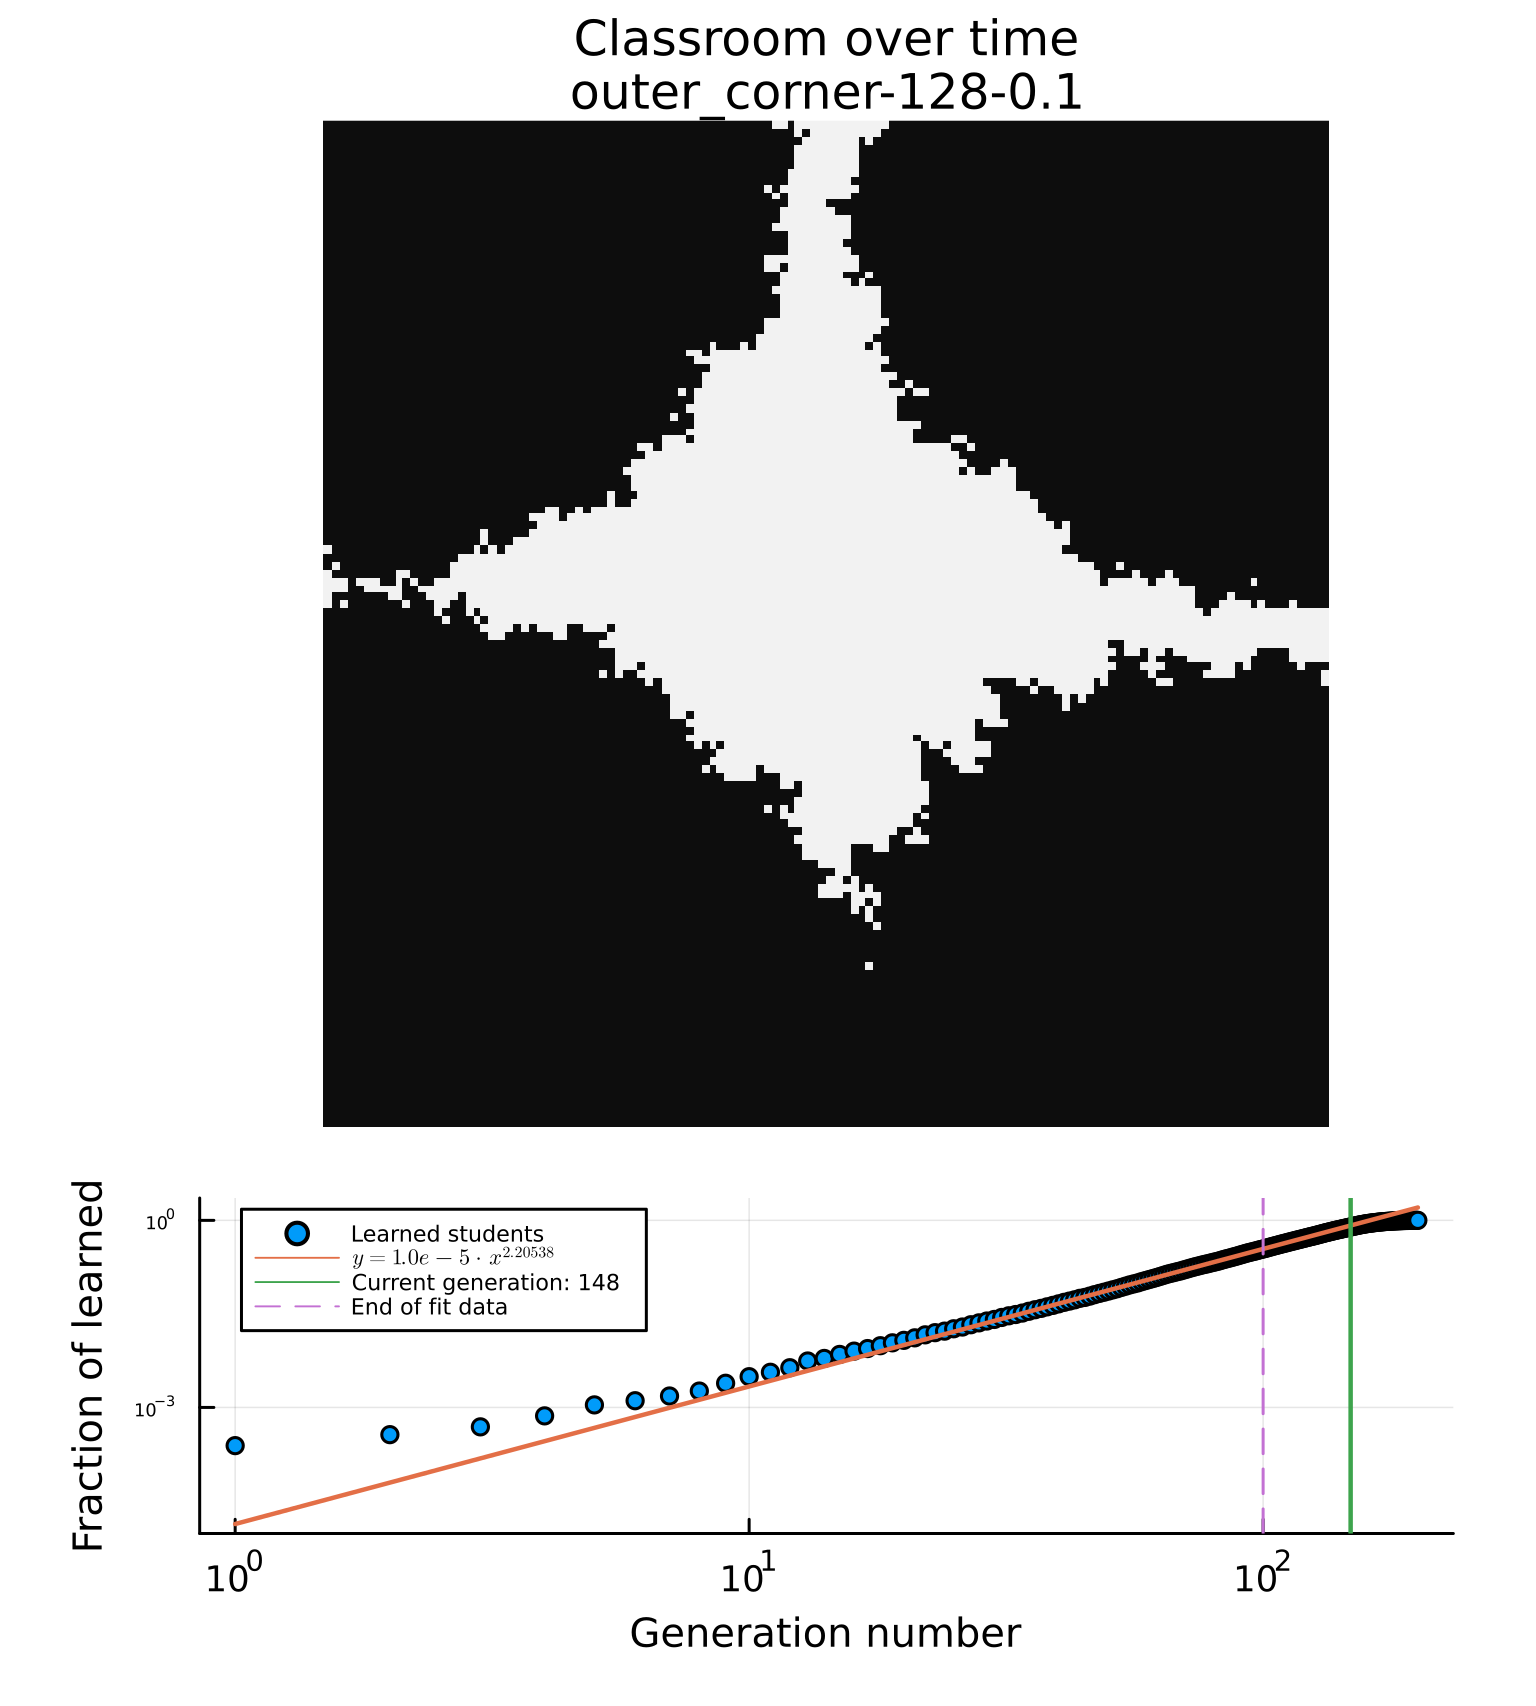 Classroom over time
outer_corner-128-0.1
Fraction of learned
10^0
10^−3
Learned students
y = 1.0e − 5 · x^2.20538
Current generation: 148
End of fit data
10^0 10^1 10^2
Generation number